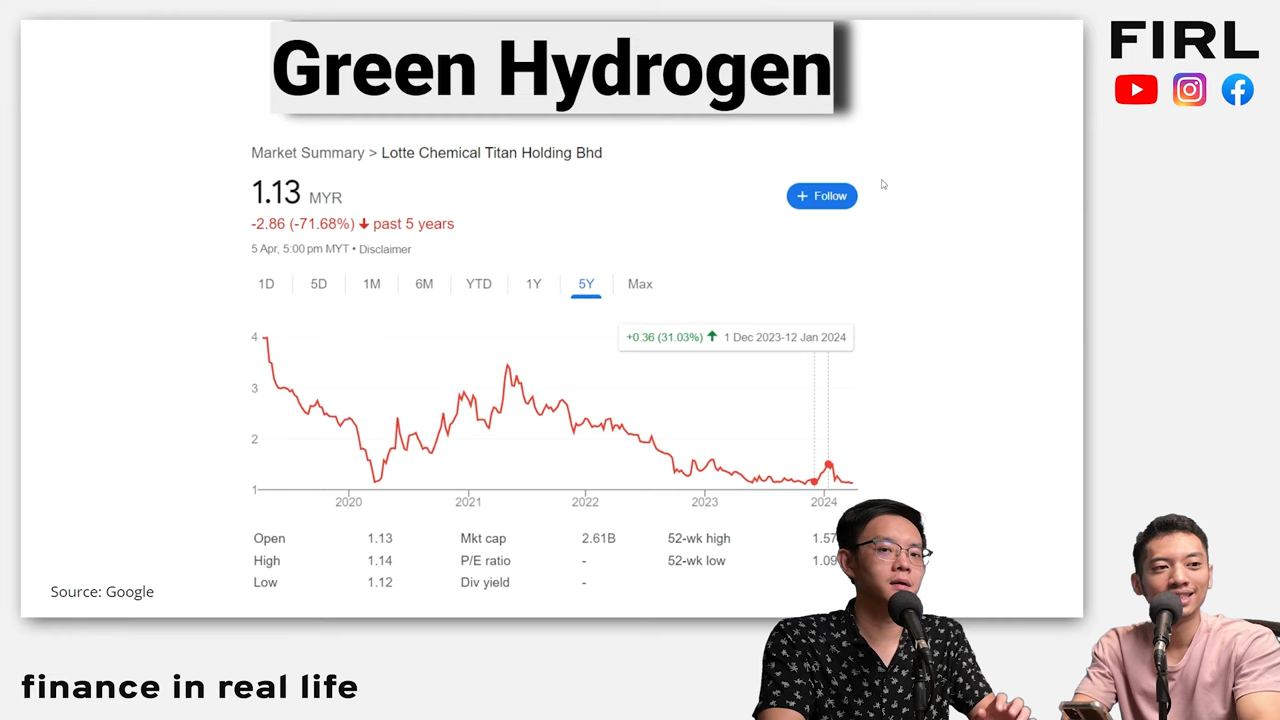 Green Hydrogen
FIRL
Market Summary > Lotte Chemical Titan Holding Bhd
1.13 MYR
+ Follow
-2.86 (-71.68%) ↓ past 5 years
5 Apr, 5:00 pm MYT • Disclaimer
1D 5D 1M 6M YTD 1Y 5Y Max
+0.36 (31.03%) ↑ 1 Dec 2023-12 Jan 2024
4
3
2
1
2020 2021 2022 2023 2024
Open 1.13 Mkt cap 2.61B 52-wk high 1.57
High 1.14 P/E ratio - 52-wk low 1.09
Low 1.12 Div yield -
Source: Google
finance in real life